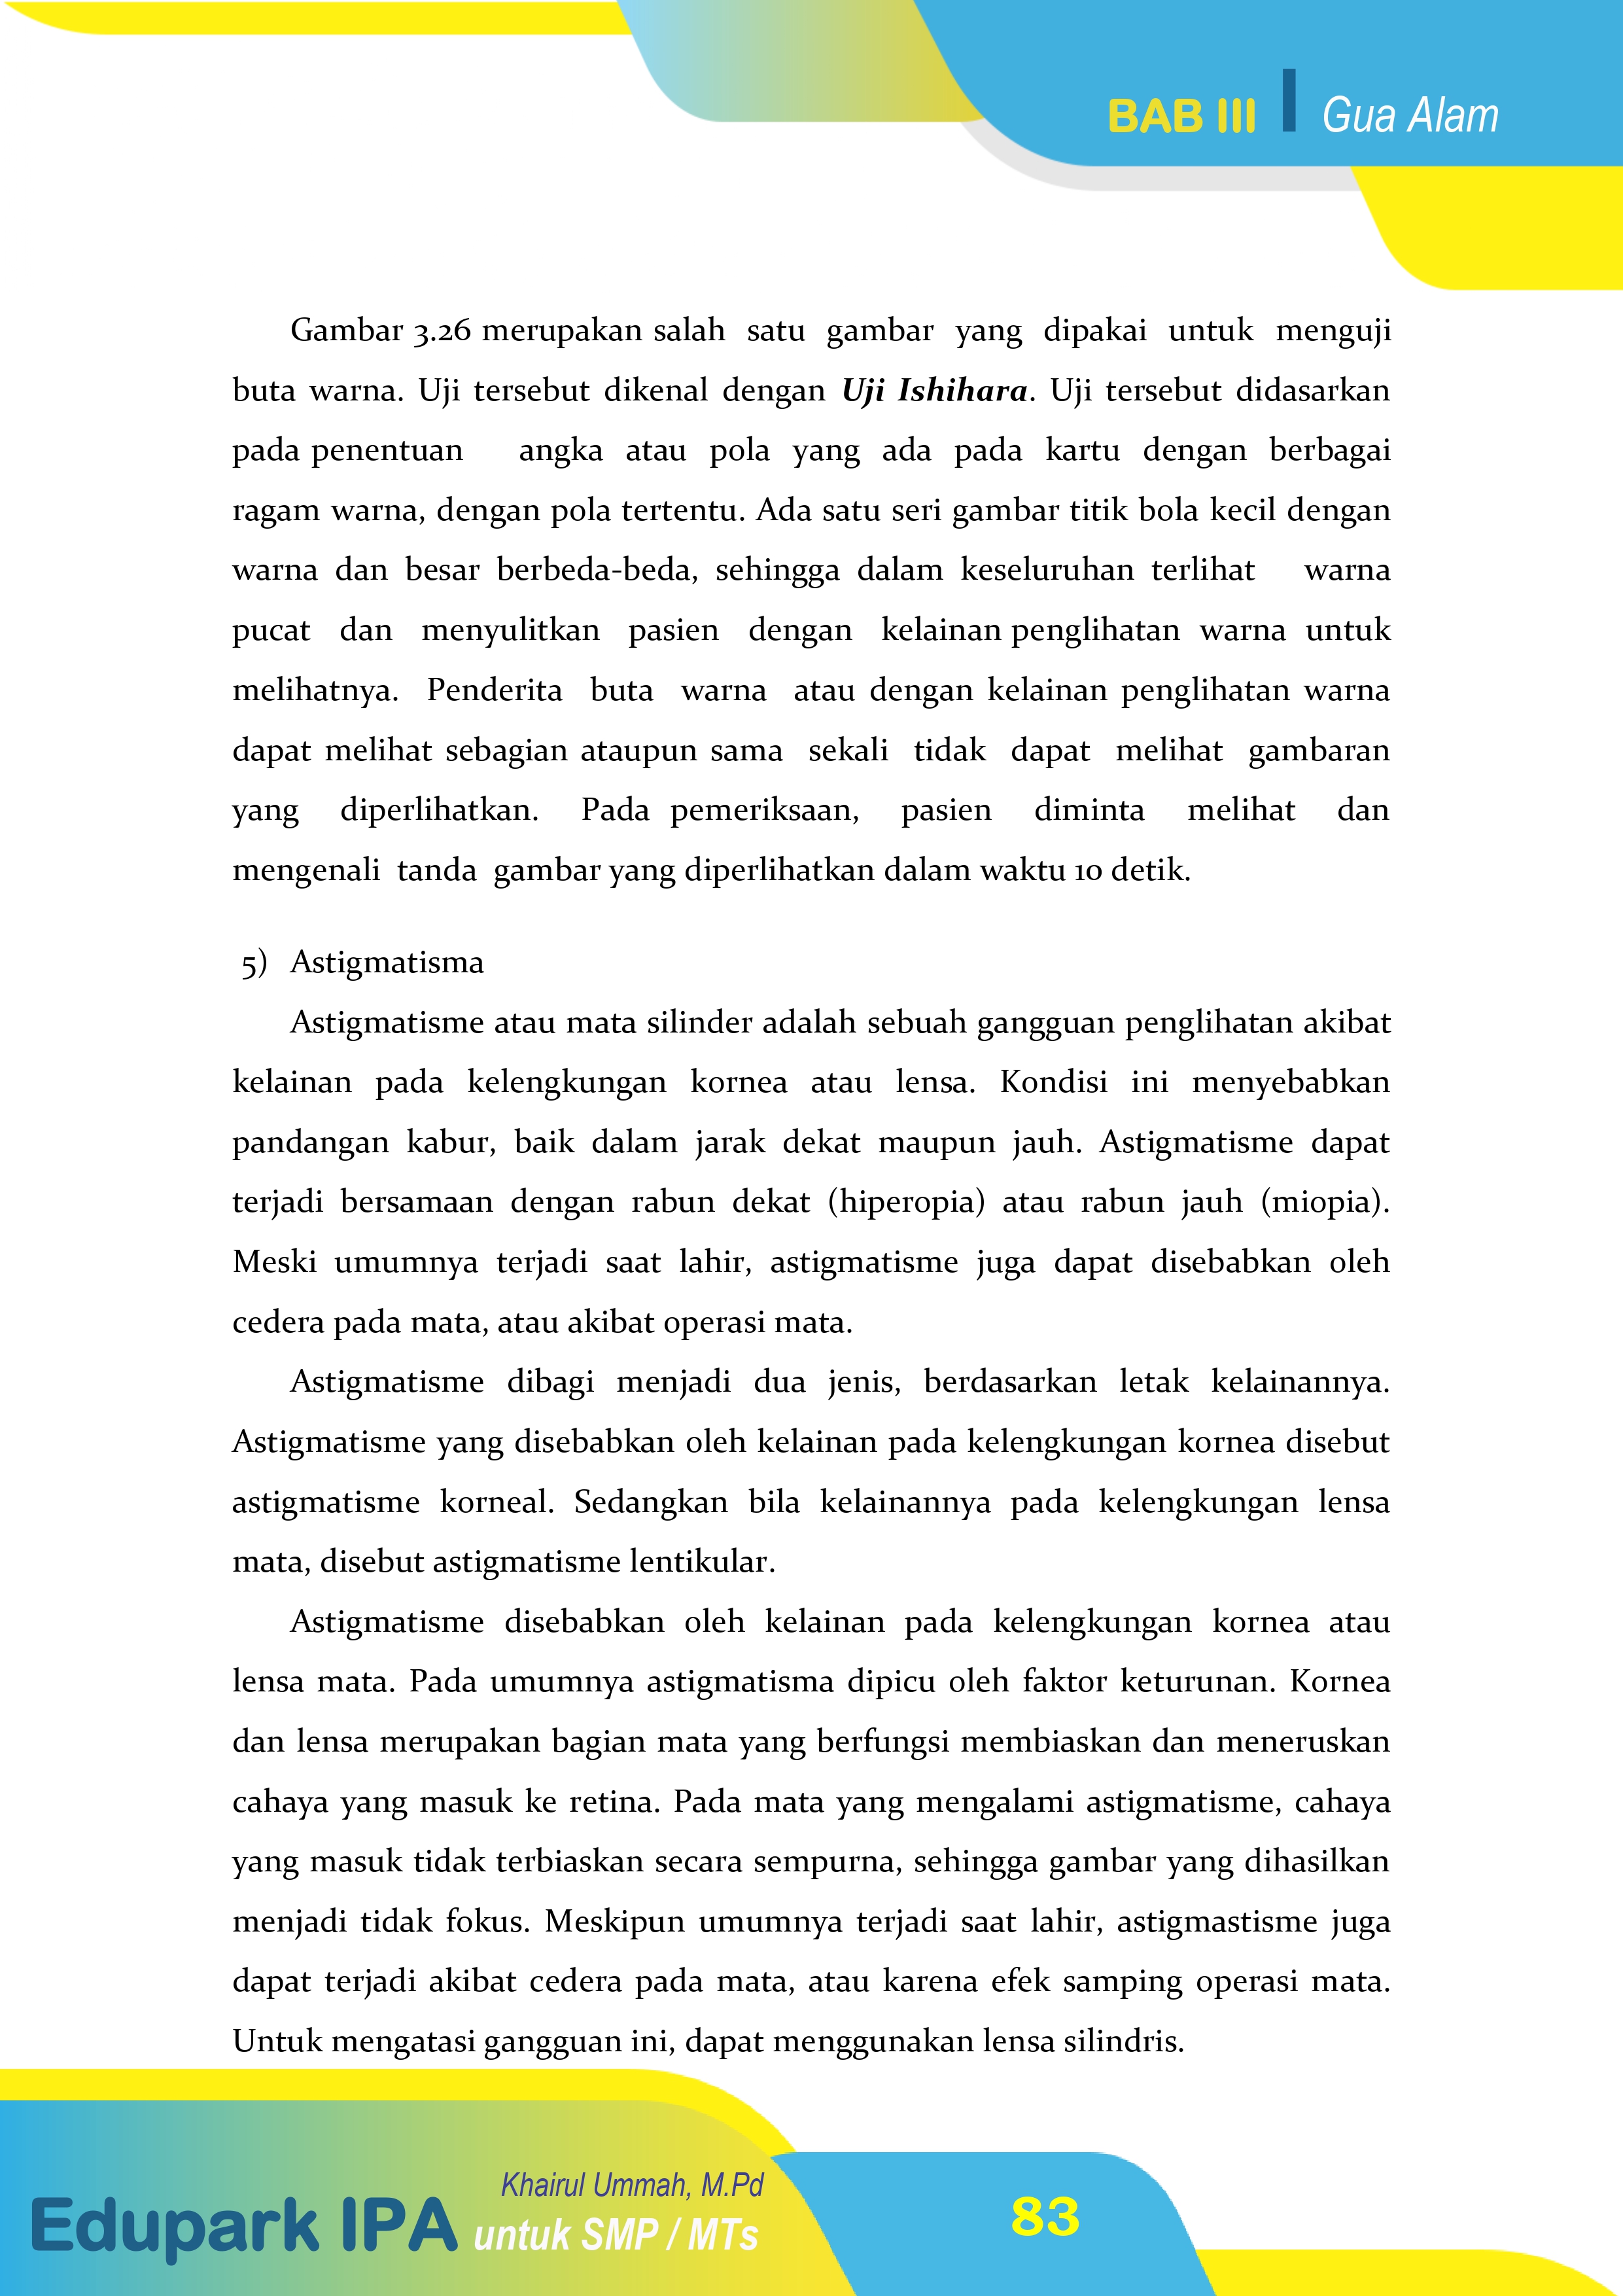 BAB III | Gua Alam
Gambar 3.26 merupakan salah satu gambar yang dipakai untuk menguji
buta warna. Uji tersebut dikenal dengan Uji Ishihara. Uji tersebut didasarkan
pada penentuan angka atau pola yang ada pada kartu dengan berbagai
ragam warna, dengan pola tertentu. Ada satu seri gambar titik bola kecil dengan
warna dan besar berbeda-beda, sehingga dalam keseluruhan terlihat warna
pucat dan menyulitkan pasien dengan kelainan penglihatan warna untuk
melihatnya. Penderita buta warna atau dengan kelainan penglihatan warna
dapat melihat sebagian ataupun sama sekali tidak dapat melihat gambaran
yang diperlihatkan. Pada pemeriksaan, pasien diminta melihat dan
mengenali tanda gambar yang diperlihatkan dalam waktu 10 detik.
5) Astigmatisma
Astigmatisme atau mata silinder adalah sebuah gangguan penglihatan akibat
kelainan pada kelengkungan kornea atau lensa. Kondisi ini menyebabkan
pandangan kabur, baik dalam jarak dekat maupun jauh. Astigmatisme dapat
terjadi bersamaan dengan rabun dekat (hiperopia) atau rabun jauh (miopia).
Meski umumnya terjadi saat lahir, astigmatisme juga dapat disebabkan oleh
cedera pada mata, atau akibat operasi mata.
Astigmatisme dibagi menjadi dua jenis, berdasarkan letak kelainannya.
Astigmatisme yang disebabkan oleh kelainan pada kelengkungan kornea disebut
astigmatisme korneal. Sedangkan bila kelainannya pada kelengkungan lensa
mata, disebut astigmatisme lentikular.
Astigmatisme disebabkan oleh kelainan pada kelengkungan kornea atau
lensa mata. Pada umumnya astigmatisma dipicu oleh faktor keturunan. Kornea
dan lensa merupakan bagian mata yang berfungsi membiaskan dan meneruskan
cahaya yang masuk ke retina. Pada mata yang mengalami astigmatisme, cahaya
yang masuk tidak terbiaskan secara sempurna, sehingga gambar yang dihasilkan
menjadi tidak fokus. Meskipun umumnya terjadi saat lahir, astigmastisme juga
dapat terjadi akibat cedera pada mata, atau karena efek samping operasi mata.
Untuk mengatasi gangguan ini, dapat menggunakan lensa silindris.
Khairul Ummah, M.Pd
Edupark IPA untuk SMP / MTs
83